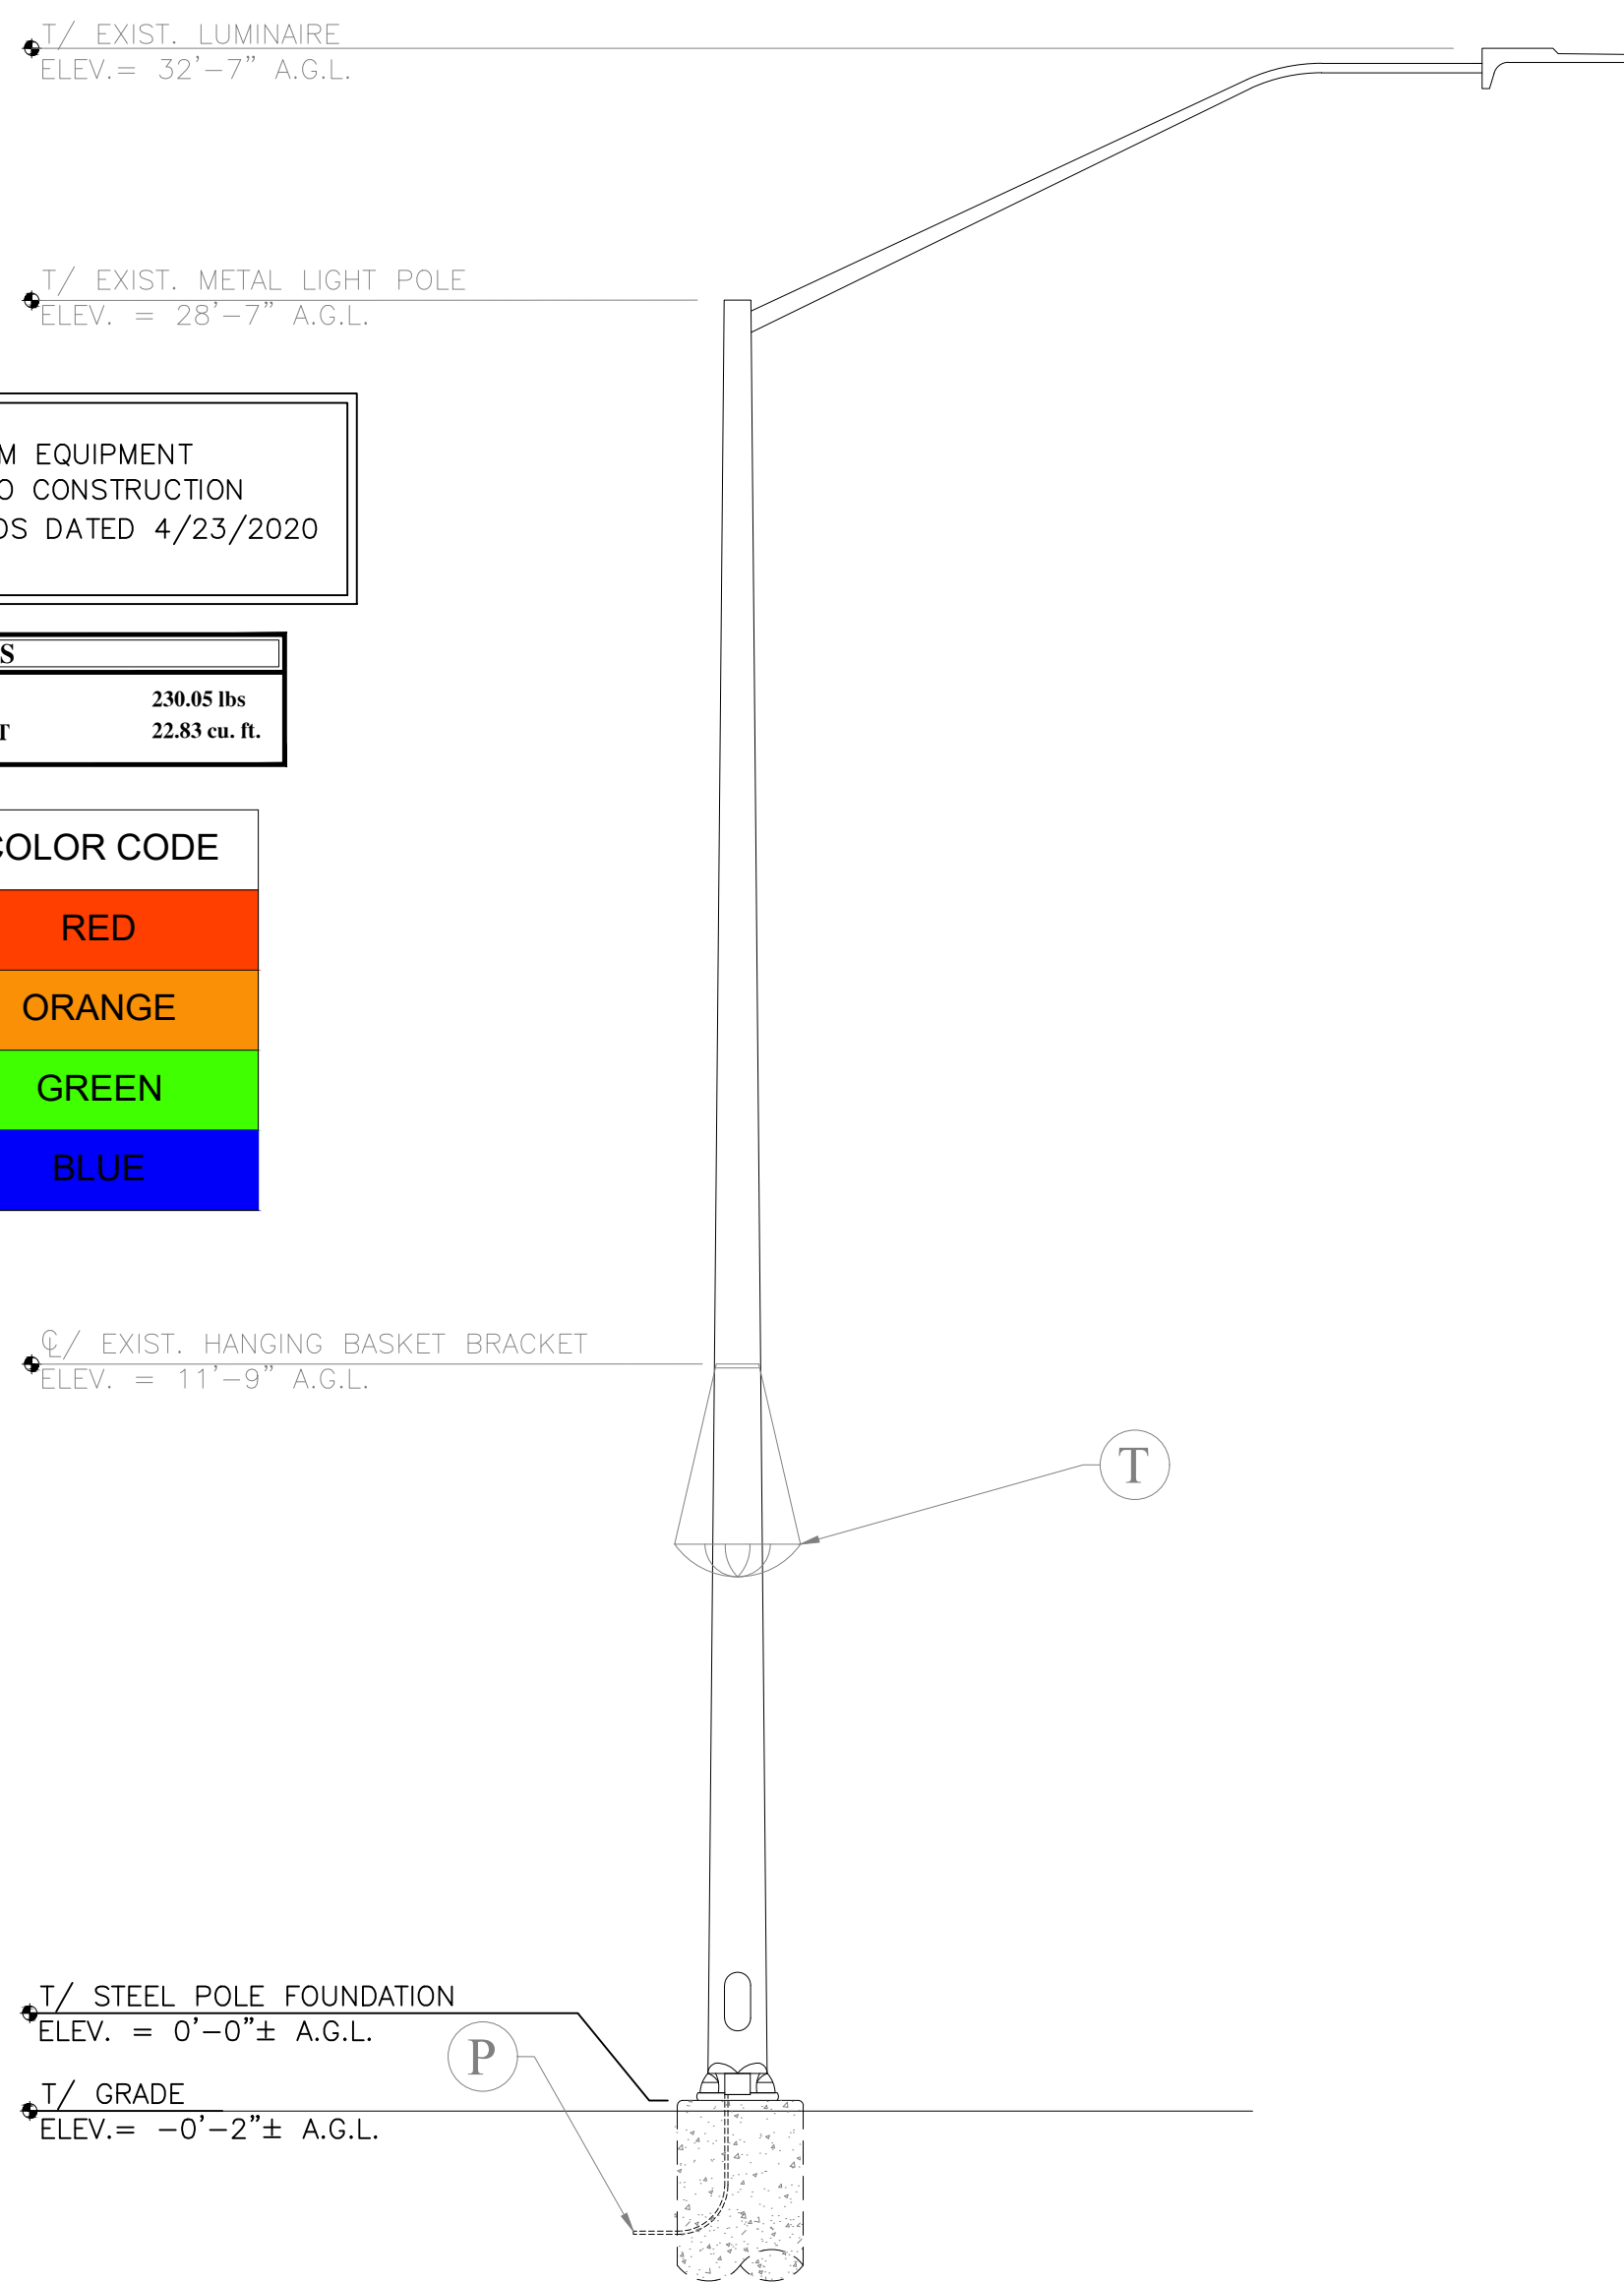 T/ EXIST. LUMINAIRE
ELEV.= 32'-7" A.G.L.
T/ EXIST. METAL LIGHT POLE
ELEV. = 28'-7" A.G.L.
M EQUIPMENT
O CONSTRUCTION
DS DATED 4/23/2020
S
230.05 lbs
T 22.83 cu. ft.
COLOR CODE
RED
ORANGE
GREEN
BLUE
℄/ EXIST. HANGING BASKET BRACKET
ELEV. = 11'-9" A.G.L.
T
T/ STEEL POLE FOUNDATION
ELEV. = 0'-0"± A.G.L.
P
T/ GRADE
ELEV.= -0'-2"± A.G.L.